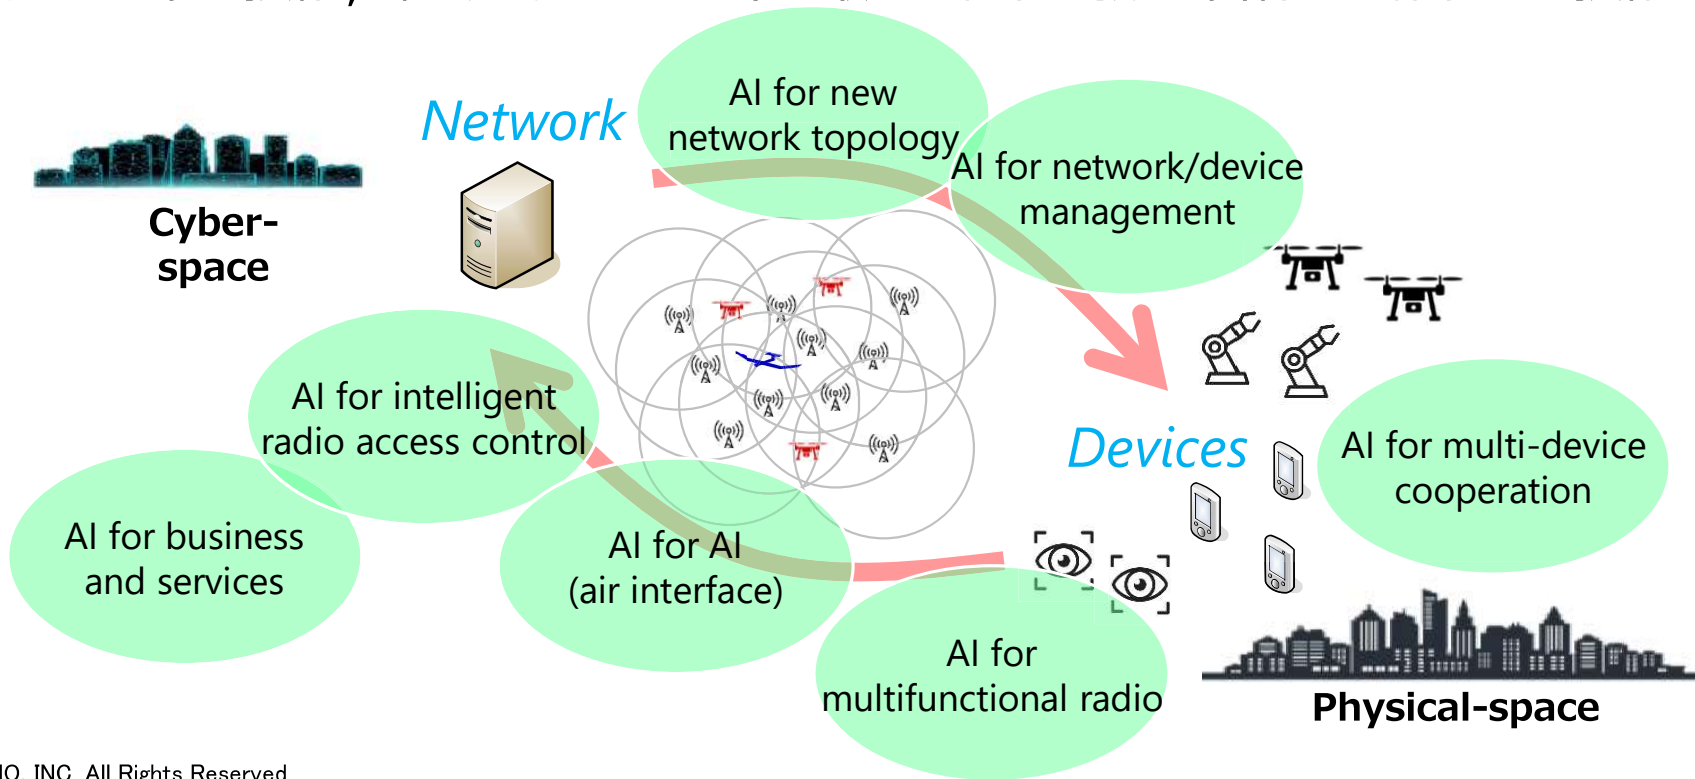 AI for new
network topology
Network
AI for network/device
management
Cyber-
space
AI for intelligent
radio access control
Devices
AI for multi-device
cooperation
AI for business
and services
AI for AI
(air interface)
AI for
multifunctional radio
Physical-space
INC. All Rights Reserved